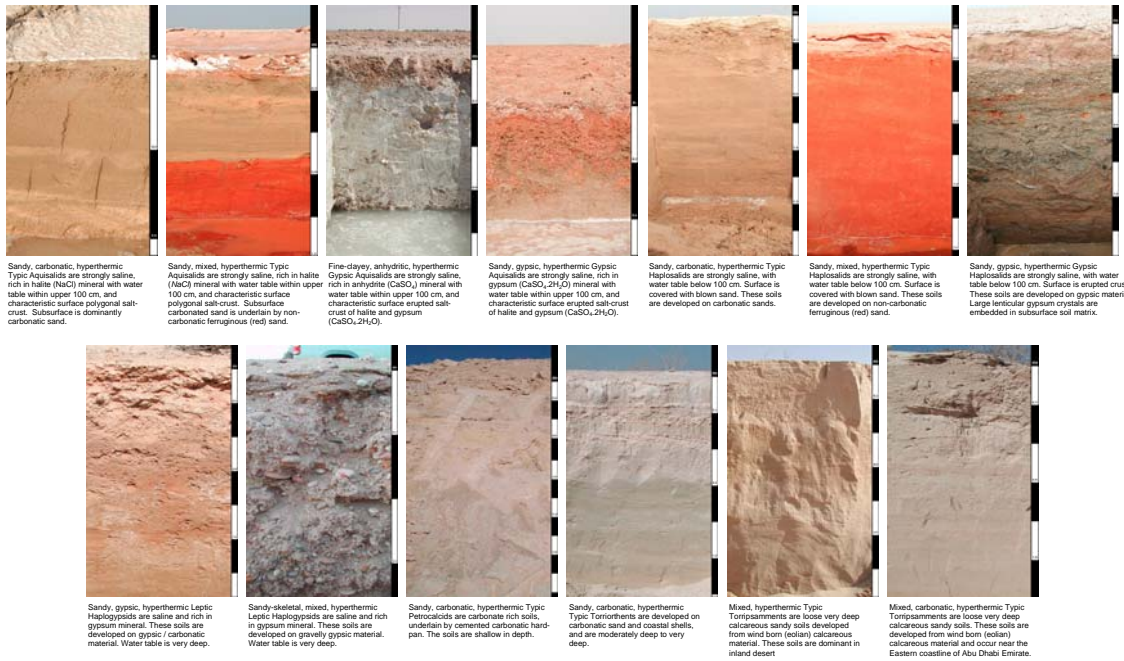 Sandy, carbonatic, hyperthermic
Typic Aquisalids are strongly saline,
rich in halite (NaCl) mineral with water
table within upper 100 cm, and
characteristic surface polygonal salt-
crust.  Subsurface is dominantly
carbonatic sand.
Sandy, mixed, hyperthermic Typic
Aquisalids are strongly saline, rich in halite
(NaCl) mineral with water table within upper
100 cm, and characteristic surface
polygonal salt-crust. Subsurface
carbonated sand is underlain by non-
carbonatic ferruginous (red) sand.
Fine-clayey, anhydritic, hyperthermic
Gypsic Aquisalids are strongly saline,
rich in anhydrite (CaSO4) mineral with
water table within upper 100 cm, and
characteristic surface erupted salt-
crust of halite and gypsum
(CaSO4.2H2O).
Sandy, gypsic, hyperthermic Gypsic
Aquisalids are strongly saline, rich in
gypsum (CaSO4.2H2O) mineral with
water table within upper 100 cm, and
characteristic surface erupted salt-crust
of halite and gypsum (CaSO4.2H2O).
Sandy, carbonatic, hyperthermic Typic
Haplosalids are strongly saline, with
water table below 100 cm. Surface is
covered with blown sand. These soils
are developed on carbonatic sands.
Sandy, mixed, hyperthermic Typic
Haplosalids are strongly saline, with
water table below 100 cm. Surface is
covered with blown sand. These soils
are developed on non-carbonatic
ferruginous (red) sand.
Sandy, gypsic, hyperthermic Gypsic
Haplosalids are strongly saline, with water
table below 100 cm. Surface is erupted crus
These soils are developed on gypsic materi
Large lenticular gypsum crystals are
embedded in subsurface soil matrix.
Sandy, gypsic, hyperthermic Leptic
Haplogypsids are saline and rich in
gypsum mineral. These soils are
developed on gypsic / carbonatic
material. Water table is very deep.
Sandy-skeletal, mixed, hyperthermic
Leptic Haplogypsids are saline and rich
in gypsum mineral. These soils are
developed on gravelly gypsic material.
Water table is very deep.
Sandy, carbonatic, hyperthermic Typic
Petrocalcids are carbonate rich soils,
underlain by cemented carbonatic hard-
pan. The soils are shallow in depth.
Sandy, carbonatic, hyperthermic
Typic Torriorthents are developed on
carbonatic sand and coastal shells,
and are moderately deep to very
deep.
Mixed, hyperthermic Typic
Torripsamments are loose very deep
calcareous sandy soils developed
from wind born (eolian) calcareous
material. These soils are dominant in
inland desert
Mixed, carbonatic, hyperthermic Typic
Torripsamments are loose very deep
calcareous sandy soils. These soils are
developed from wind born (eolian)
calcareous material and occur near the
Eastern coastline of Abu Dhabi Emirate.